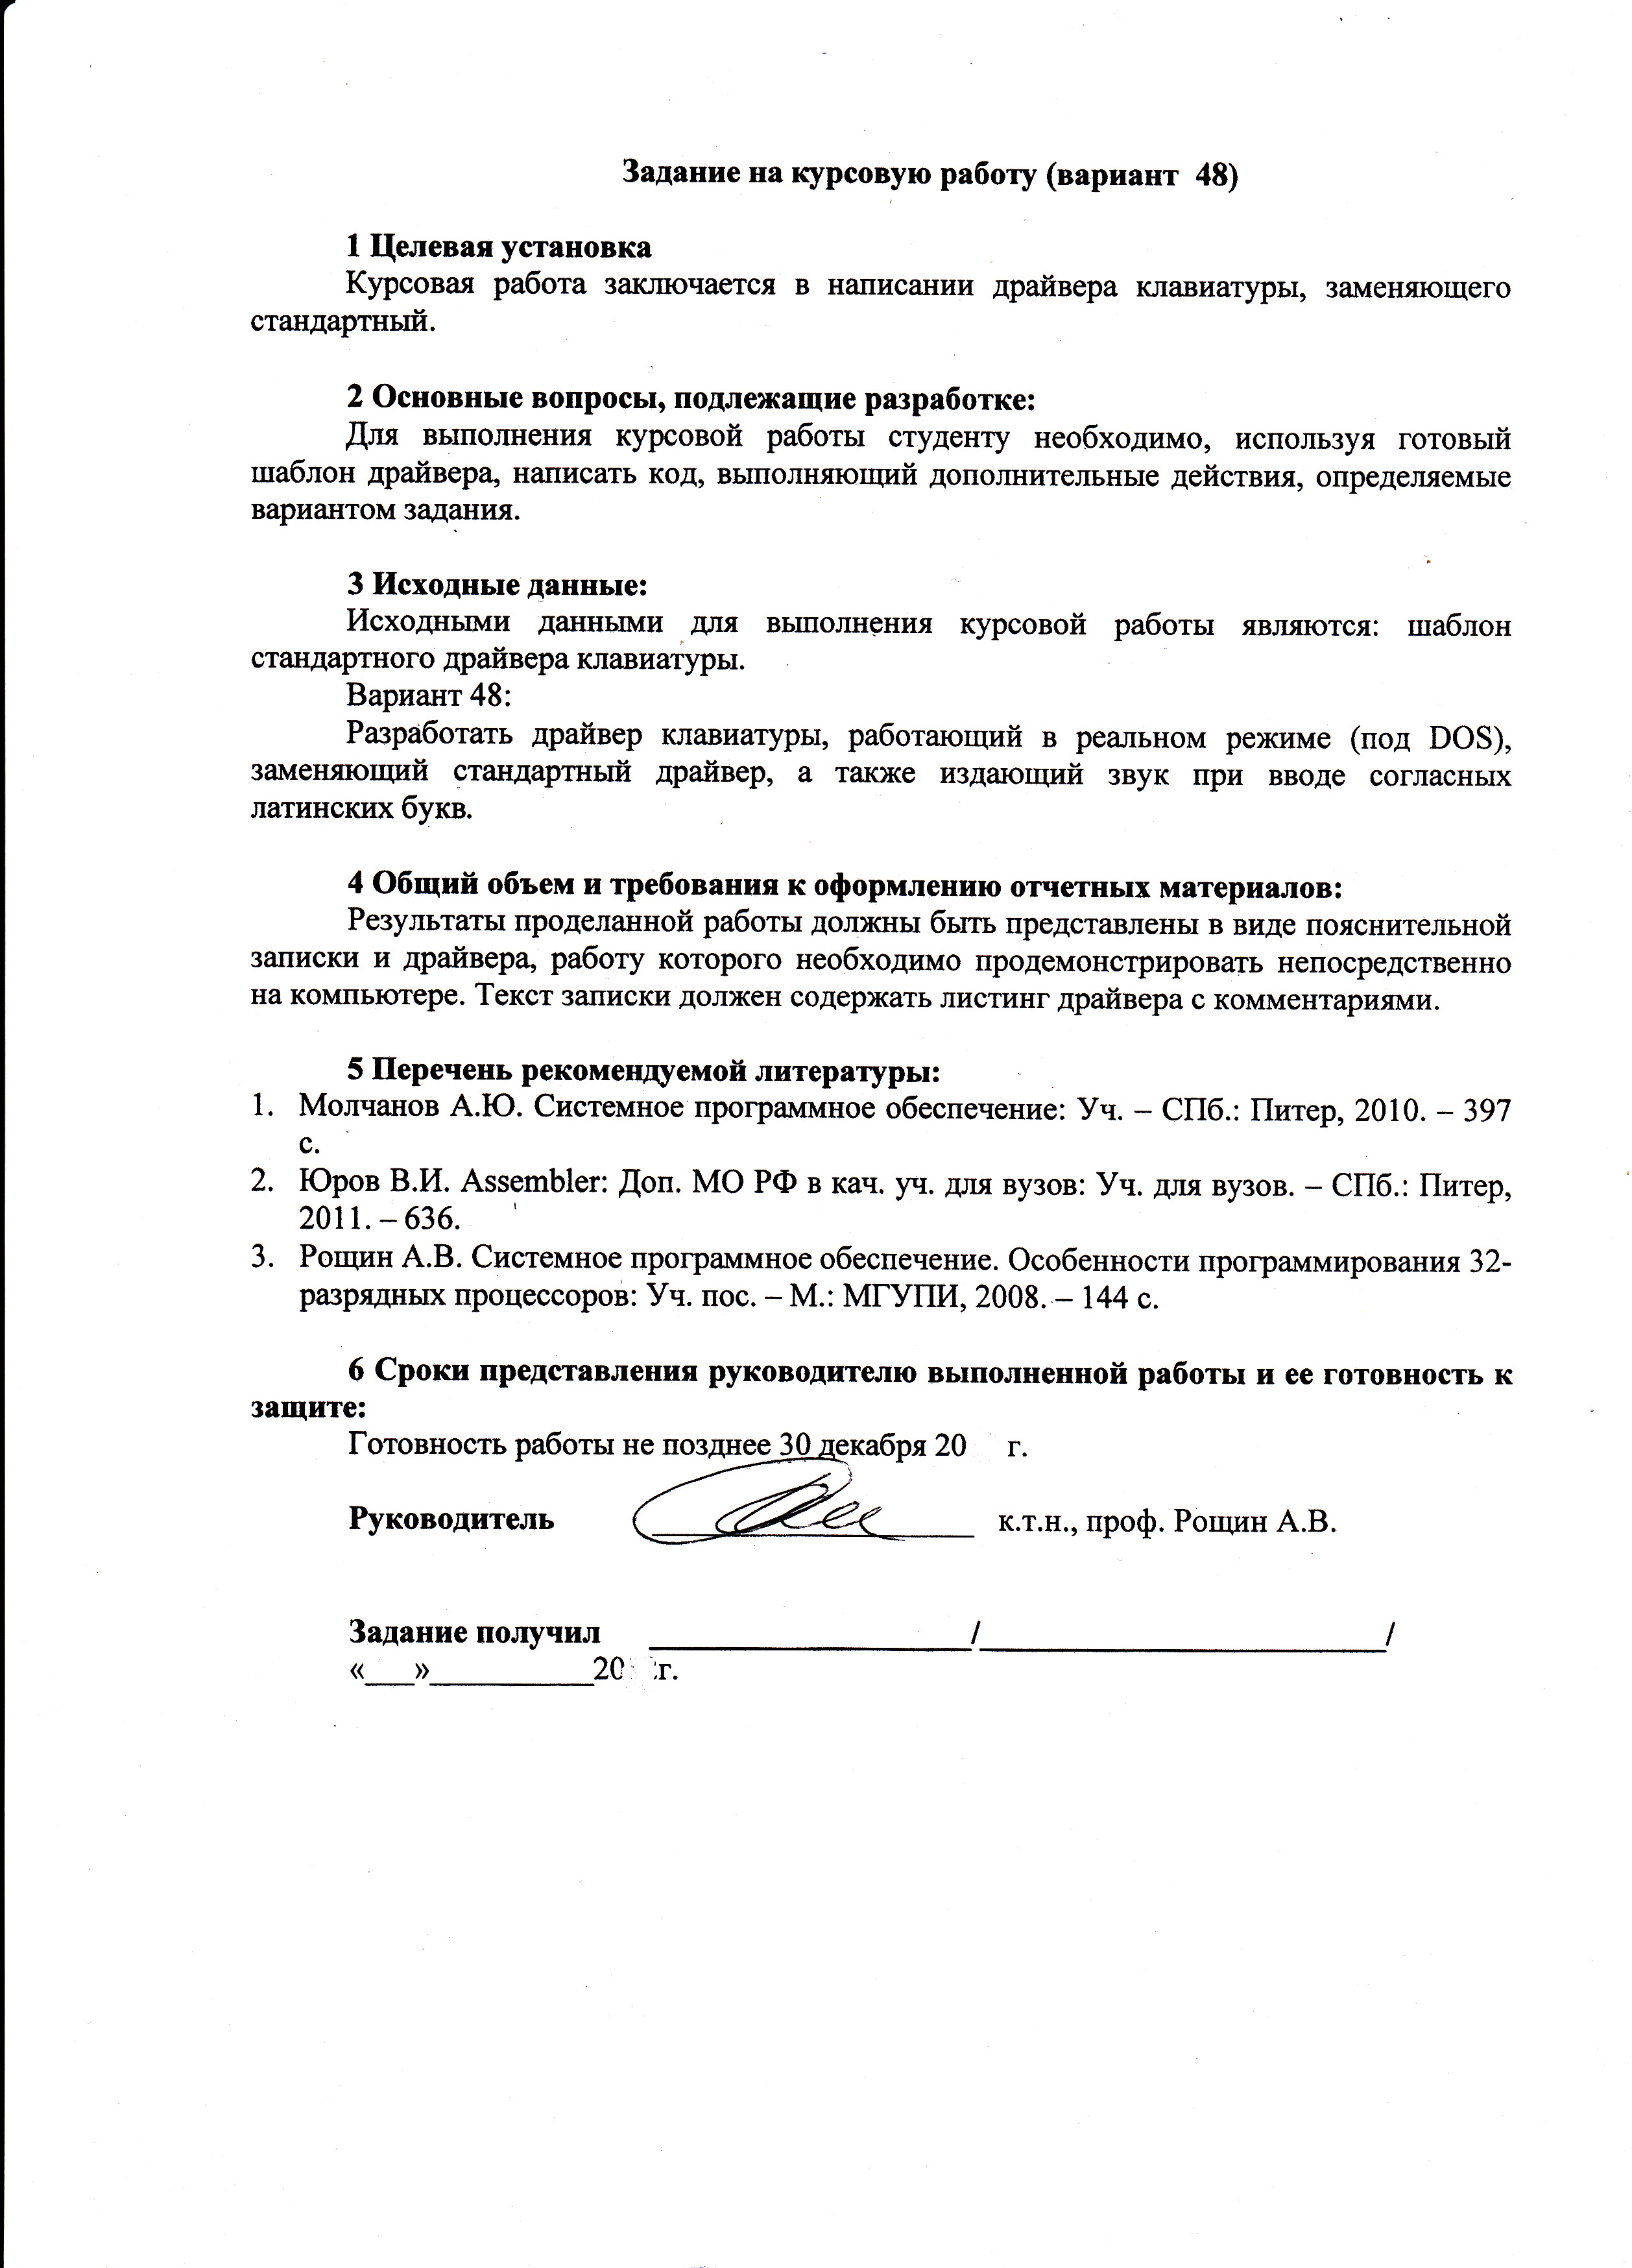 Задание на курсовую работу (вариант 48)
1 Целевая установка
Курсовая работа заключается в написании драйвера клавиатуры, заменяющего
стандартный.
2 Основные вопросы, подлежащие разработке:
Для выполнения курсовой работы студенту необходимо, используя готовый
шаблон драйвера, написать код, выполняющий дополнительные действия, определяемые
вариантом задания.
3 Исходные данные:
Исходными данными для выполнения курсовой работы являются: шаблон
стандартного драйвера клавиатуры.
Вариант 48:
Разработать драйвер клавиатуры, работающий в реальном режиме (под DOS),
заменяющий стандартный драйвер, а также издающий звук при вводе согласных
латинских букв.
4 Общий объем и требования к оформлению отчетных материалов:
Результаты проделанной работы должны быть представлены в виде пояснительной
записки и драйвера, работу которого необходимо продемонстрировать непосредственно
на компьютере. Текст записки должен содержать листинг драйвера с комментариями.
5 Перечень рекомендуемой литературы:
1. Молчанов А.Ю. Системное программное обеспечение: Уч. – СПб.: Питер, 2010. – 397
с.
2. Юров В.И. Assembler: Доп. МО РФ в кач. уч. для вузов: Уч. для вузов. – СПб.: Питер,
2011. – 636.
3. Рощин А.В. Системное программное обеспечение. Особенности программирования 32-
разрядных процессоров: Уч. пос. – М.: МГУПИ, 2008. – 144 с.
6 Сроки представления руководителю выполненной работы и ее готовность к
защите:
Готовность работы не позднее 30 декабря 20 г.
Руководитель ____________________ к.т.н., проф. Рощин А.В.
Задание получил ____________________/_________________________/
«___»__________20 г.